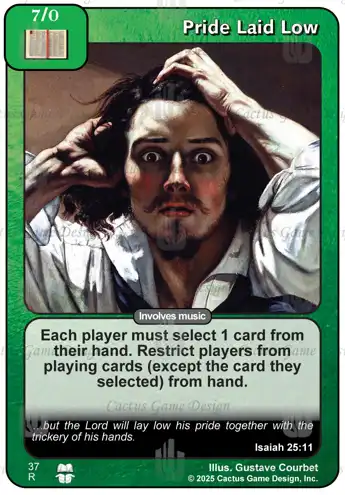 7/0
Pride Laid Low
Involves music
Each player must select 1 card from
their hand. Restrict players from
playing cards (except the card they
selected) from hand.
Cactus Game Design
...but the Lord will lay low his pride together with the
trickery of his hands.
Isaiah 25:11
37
R
Illus. Gustave Courbet
© 2025 Cactus Game Design, Inc.